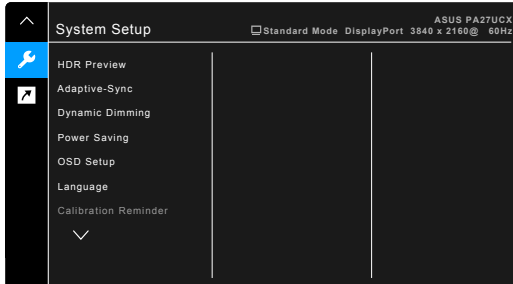 ASUS PA27UCX
System Setup
Standard Mode DisplayPort 3840 x 2160@ 60Hz
HDR Preview
Adaptive-Sync
Dynamic Dimming
Power Saving
OSD Setup
Language
Calibration Reminder